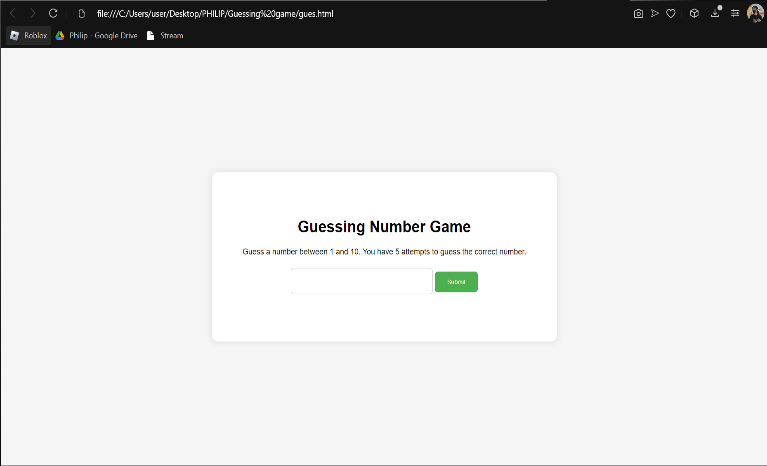 file:///C:/Users/user/Desktop/PHILIP/Guessing%20game/gues.html
Roblox Philip - Google Drive Stream
Guessing Number Game
Guess a number between 1 and 10. You have 5 attempts to guess the correct number.
Submit